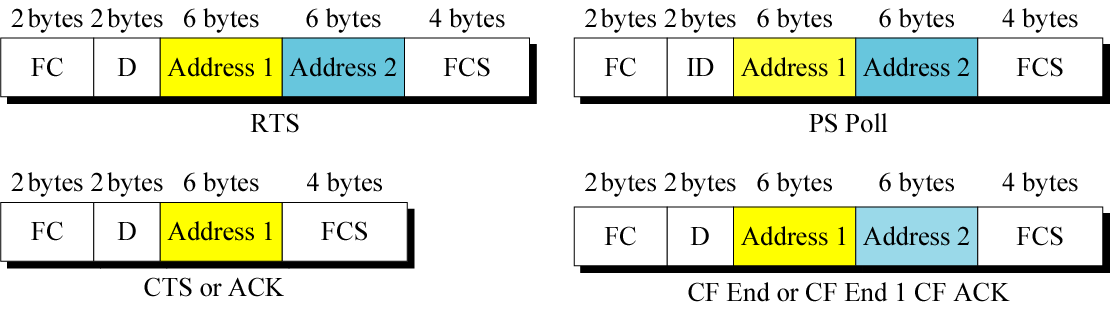 2 bytes 2 bytes 6 bytes 6 bytes 4 bytes
FC D Address 1 Address 2 FCS
RTS
2 bytes 2 bytes 6 bytes 6 bytes 4 bytes
FC ID Address 1 Address 2 FCS
PS Poll
2 bytes 2 bytes 6 bytes 4 bytes
FC D Address 1 FCS
CTS or ACK
2 bytes 2 bytes 6 bytes 6 bytes 4 bytes
FC D Address 1 Address 2 FCS
CF End or CF End 1 CF ACK